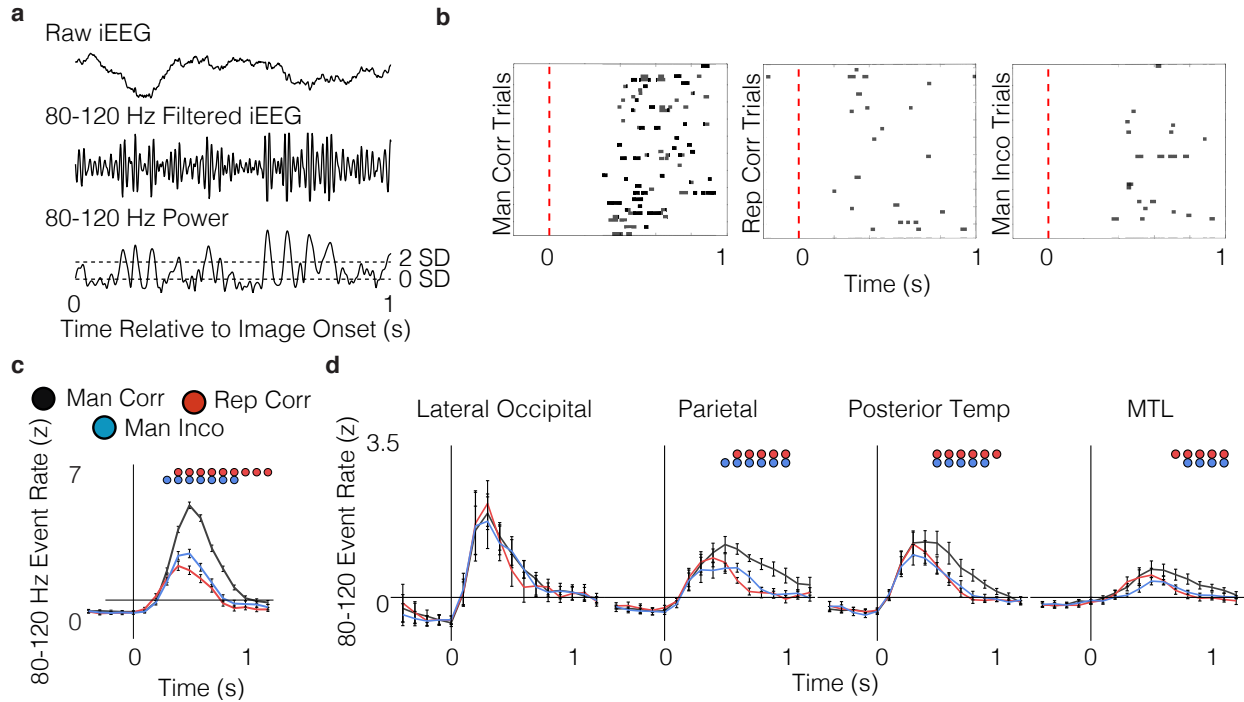 a
Raw iEEG
80-120 Hz Filtered iEEG
80-120 Hz Power
2 SD
0 SD
0 1
Time Relative to Image Onset (s)
b
Man Corr Trials
0 1
Rep Corr Trials
0 1
Man Inco Trials
0 1
Time (s)
c
Man Corr Rep Corr
Man Inco
80-120 Hz Event Rate (z)
7
0
0 1
Time (s)
d
Lateral Occipital Parietal Posterior Temp MTL
80-120 Event Rate (z)
3.5
0
0 1 0 1 0 1 0 1
Time (s)